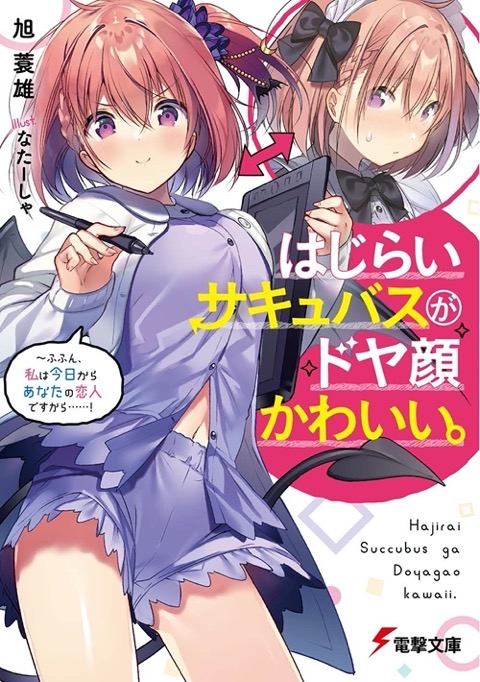 旭 蓑雄
Illust.
なたーしゃ
はじらい
サキュバスが
ドヤ顔
かわいい。
～ふふん、
私は今日から
あなたの恋人
ですから……！
Hajirai
Succubus ga
Doyagao
kawaii.
電撃文庫